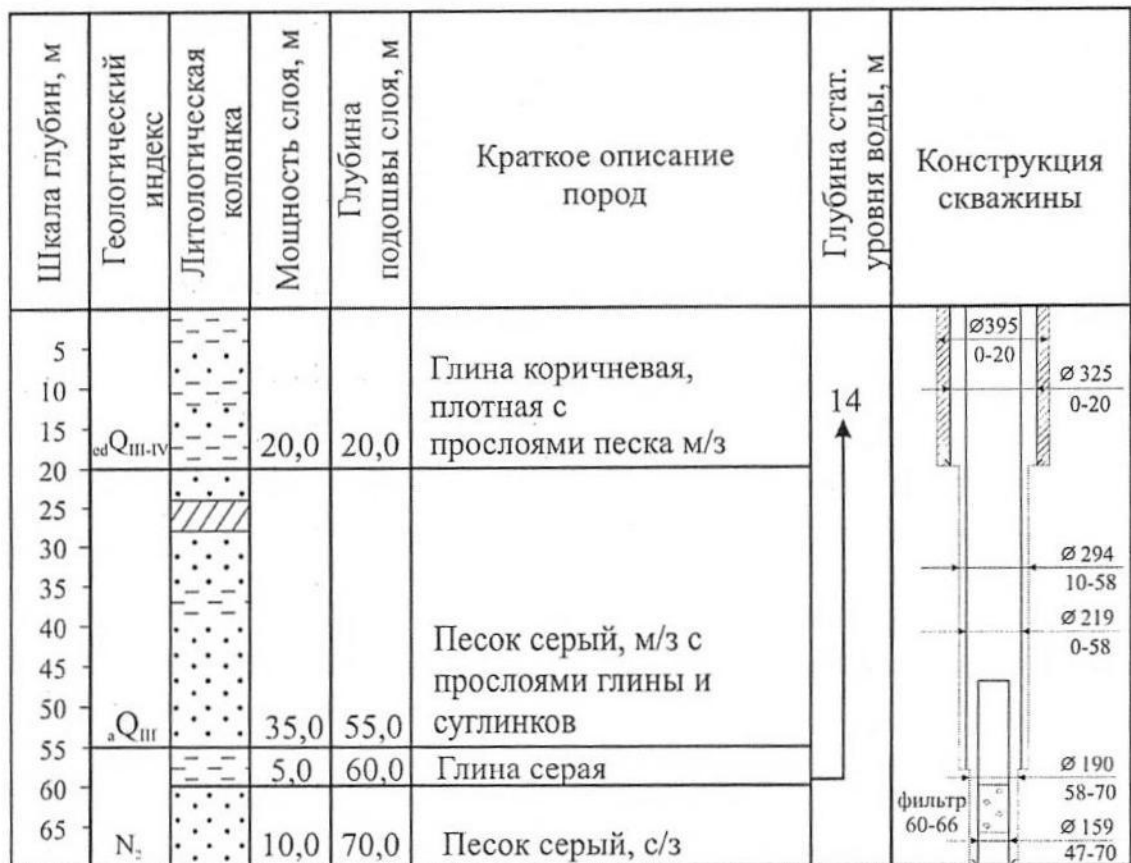 Шкала глубин, м
Геологический
индекс
Литологическая
колонка
Мощность слоя, м
Глубина
подошвы слоя, м
Краткое описание
пород
Глубина стат.
уровня воды, м
Конструкция
скважины
5
10
15
20
25
30
35
40
45
50
55
60
65
edQIII-IV
20,0
20,0
Глина коричневая,
плотная с
прослоями песка м/з
14
aQIII
35,0
55,0
Песок серый, м/з с
прослоями глины и
суглинков
5,0
60,0
Глина серая
N2
10,0
70,0
Песок серый, с/з
Ø395
0-20
Ø 325
0-20
Ø 294
10-58
Ø 219
0-58
Ø 190
58-70
фильтр
60-66
Ø 159
47-70